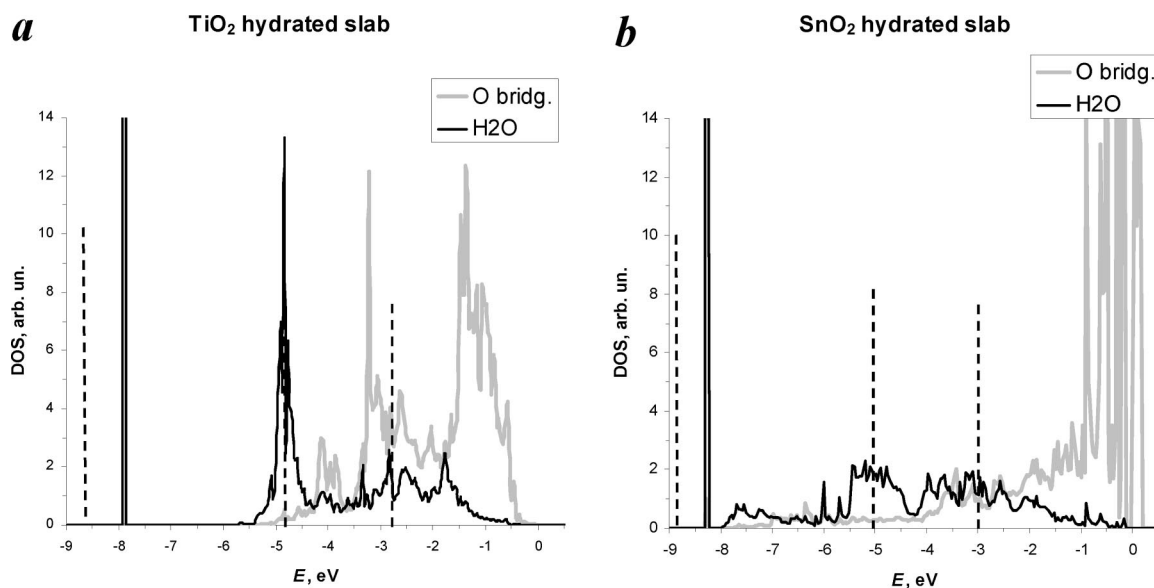 a
TiO2 hydrated slab
O bridg.
H2O
DOS, arb. un.
14
12
10
8
6
4
2
0
-9 -8 -7 -6 -5 -4 -3 -2 -1 0
E, eV
b
SnO2 hydrated slab
O bridg.
H2O
DOS, arb. un.
14
12
10
8
6
4
2
0
-9 -8 -7 -6 -5 -4 -3 -2 -1 0
E, eV